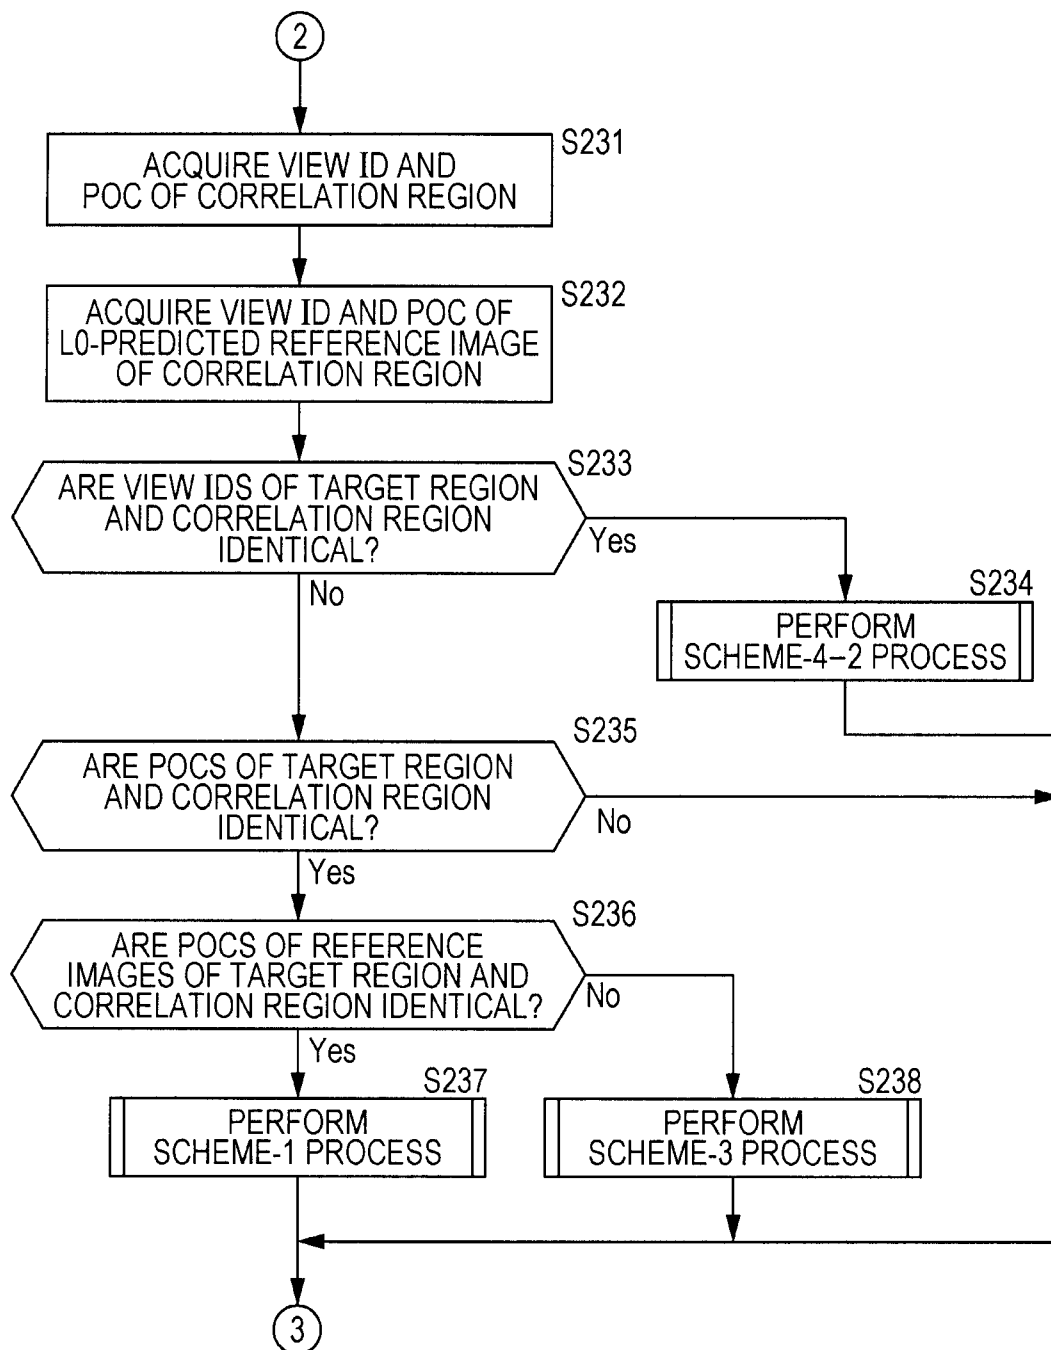 2
S231
ACQUIRE VIEW ID AND
POC OF CORRELATION REGION
S232
ACQUIRE VIEW ID AND POC OF
L0-PREDICTED REFERENCE IMAGE
OF CORRELATION REGION
S233
ARE VIEW IDS OF TARGET REGION
AND CORRELATION REGION
IDENTICAL?
Yes
No
S234
PERFORM
SCHEME-4-2 PROCESS
S235
ARE POCS OF TARGET REGION
AND CORRELATION REGION
IDENTICAL?
No
Yes
S236
ARE POCS OF REFERENCE
IMAGES OF TARGET REGION AND
CORRELATION REGION IDENTICAL?
No
Yes
S237
PERFORM
SCHEME-1 PROCESS
S238
PERFORM
SCHEME-3 PROCESS
3